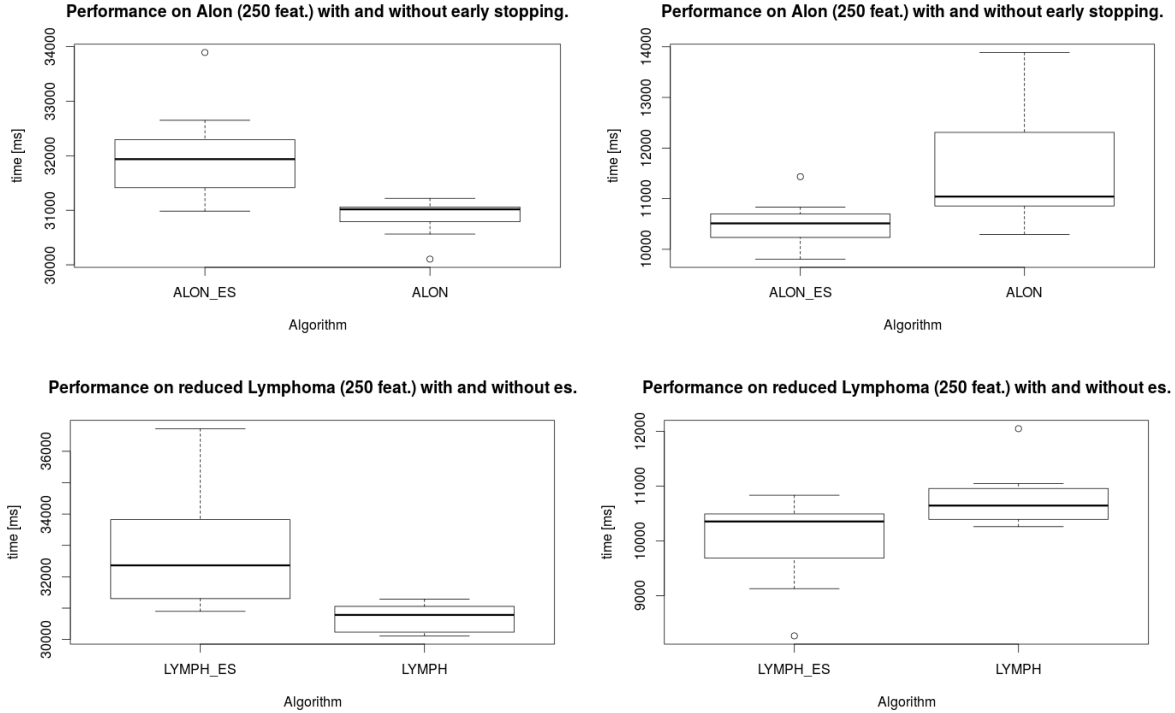 Performance on Alon (250 feat.) with and without early stopping.
time [ms]
34000
33000
32000
31000
30000
ALON_ES
ALON
Algorithm
Performance on Alon (250 feat.) with and without early stopping.
time [ms]
14000
13000
12000
11000
10000
ALON_ES
ALON
Algorithm
Performance on reduced Lymphoma (250 feat.) with and without es.
time [ms]
36000
34000
32000
30000
LYMPH_ES
LYMPH
Algorithm
Performance on reduced Lymphoma (250 feat.) with and without es.
time [ms]
12000
11000
10000
9000
LYMPH_ES
LYMPH
Algorithm